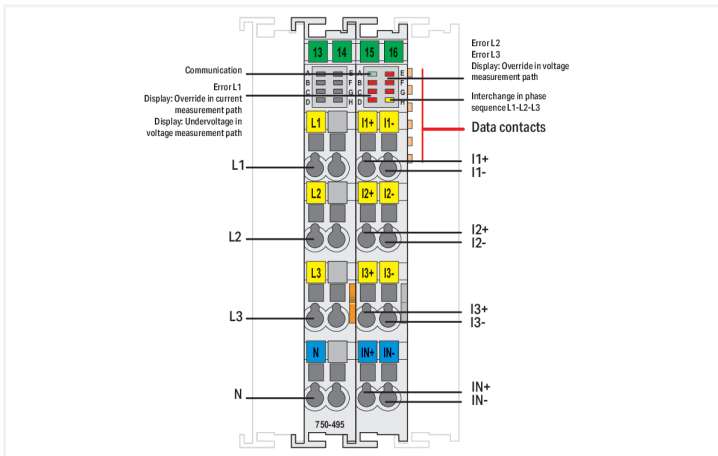 13 14 15 16
A E A E
B F B F
C G C G
D H D H
Communication
Error L1
Display: Override in current
measurement path
Display: Undervoltage in
voltage measurement path
Error L2
Error L3
Display: Override in voltage
measurement path
Interchange in phase
sequence L1-L2-L3
Data contacts
L1 I1+ I1-
L1
I1+
I1-
L2 I2+ I2-
L2
I2+
I2-
L3 I3+ I3-
L3
I3+
I3-
N IN+ IN-
N
IN+
IN-
750-495